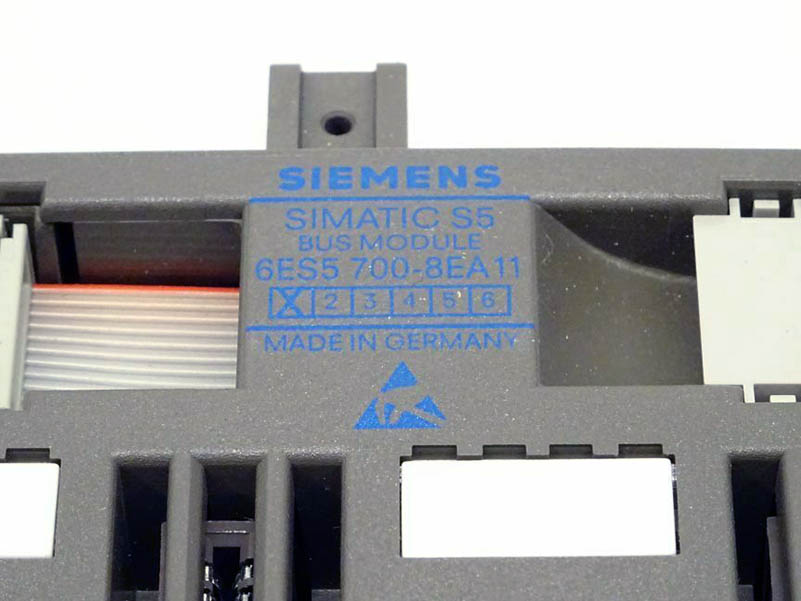 SIEMENS
SIMATIC S5
BUS MODULE
6ES5 700-8EA11
X 2 3 4 5 6
MADE IN GERMANY